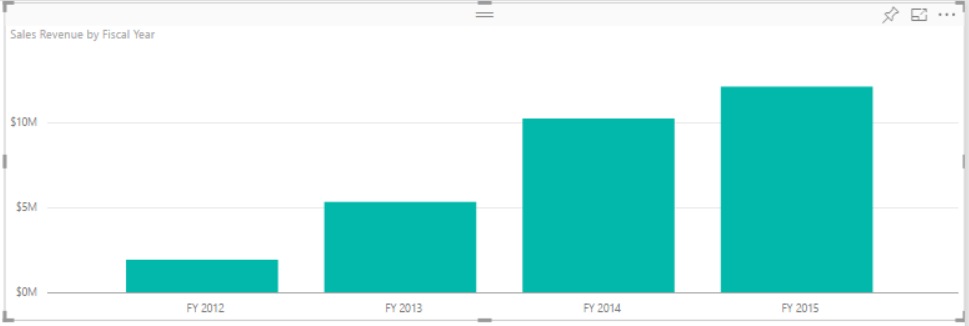 Sales Revenue by Fiscal Year
$10M
$5M
$0M
FY 2012 FY 2013 FY 2014 FY 2015